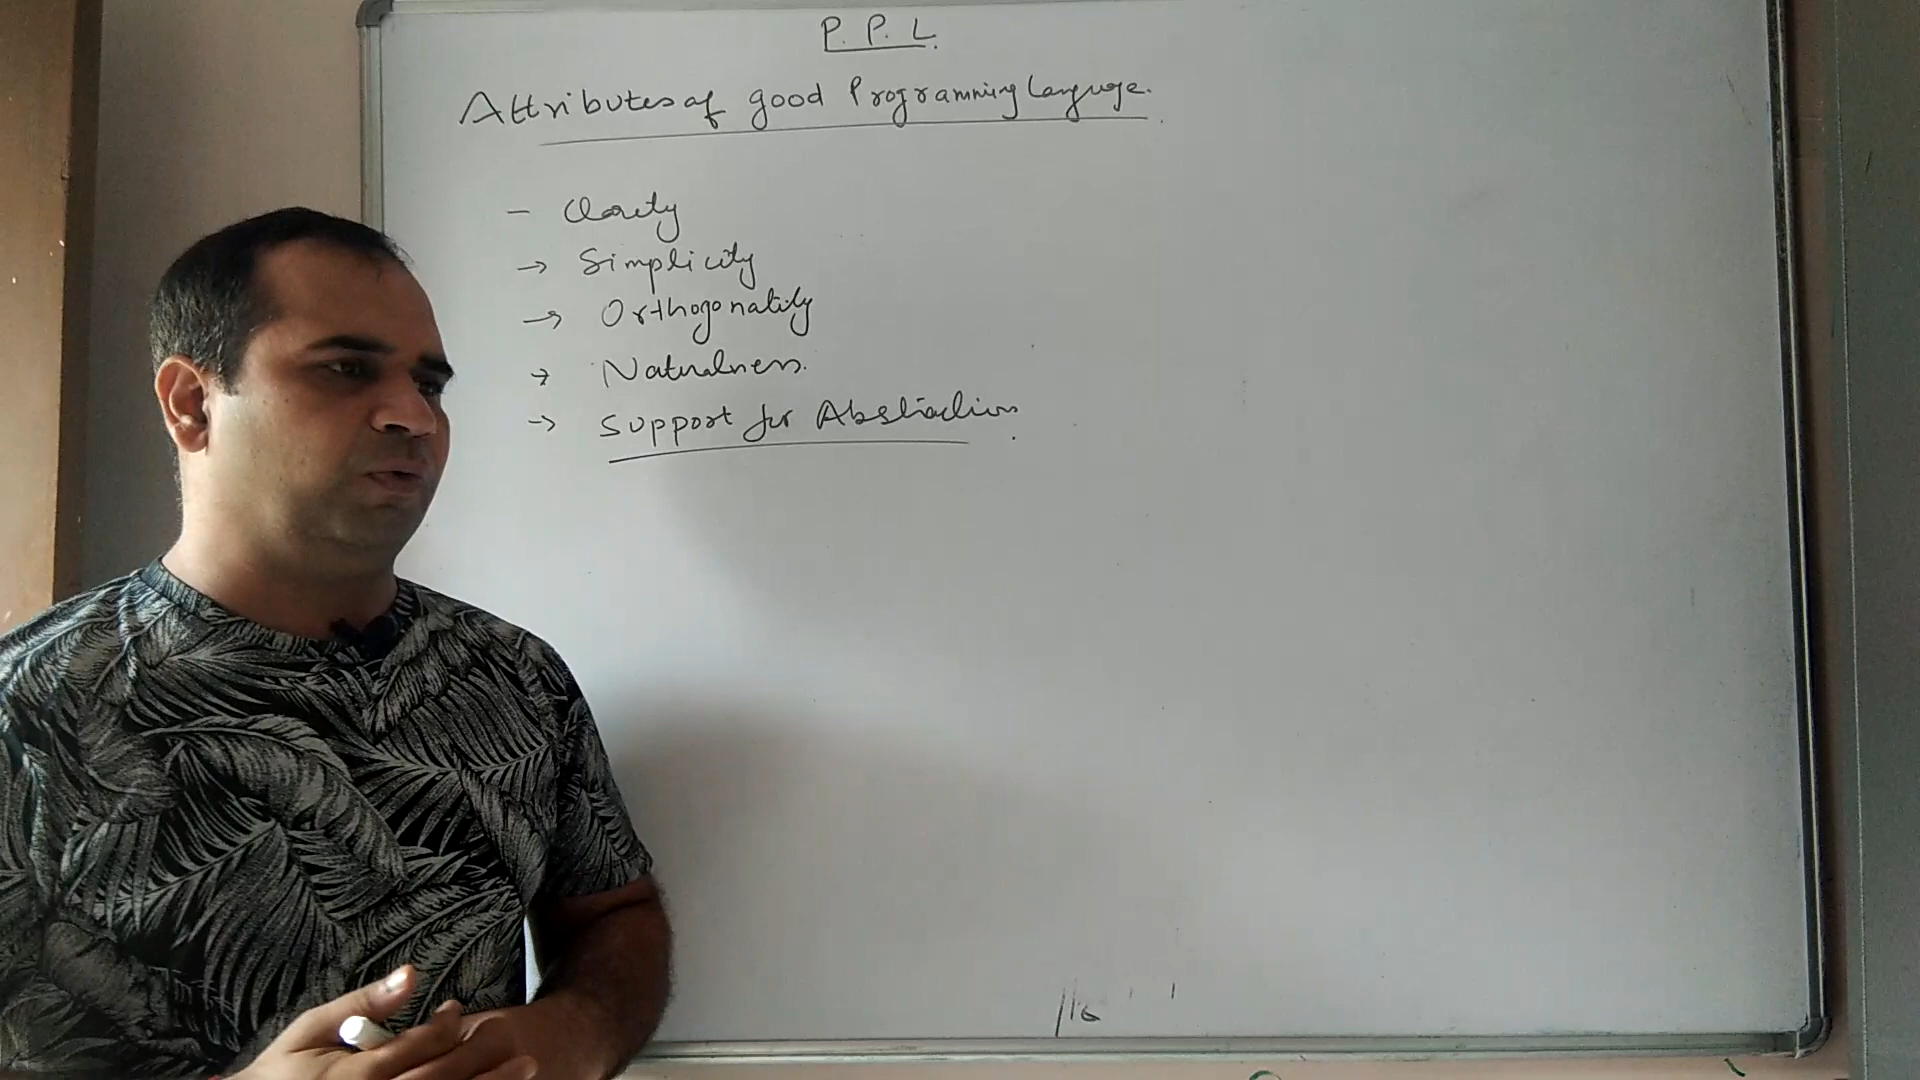 P. P. L.
Attributes of good Programming Language.
- Clarity
→ Simplicity
→ Orthogonality
→ Naturalness.
→ Support for Abstraction.